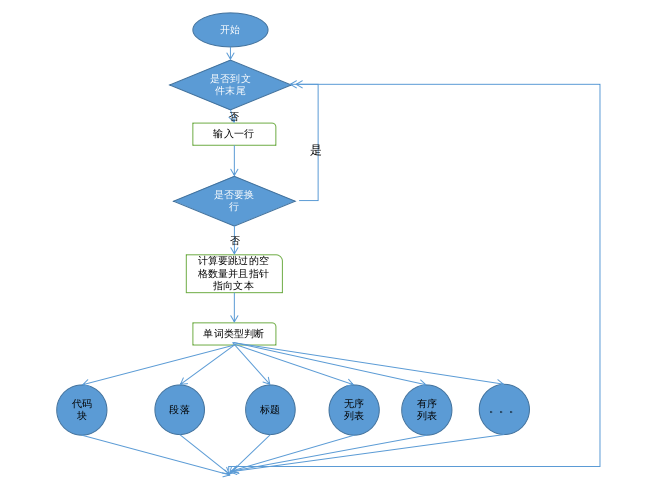 开始
是否到文
件末尾
否
输入一行
是
是否要换
行
否
计算要跳过的空
格数量并且指针
指向文本
单词类型判断
代码
块
段落
标题
无序
列表
有序
列表
。。。